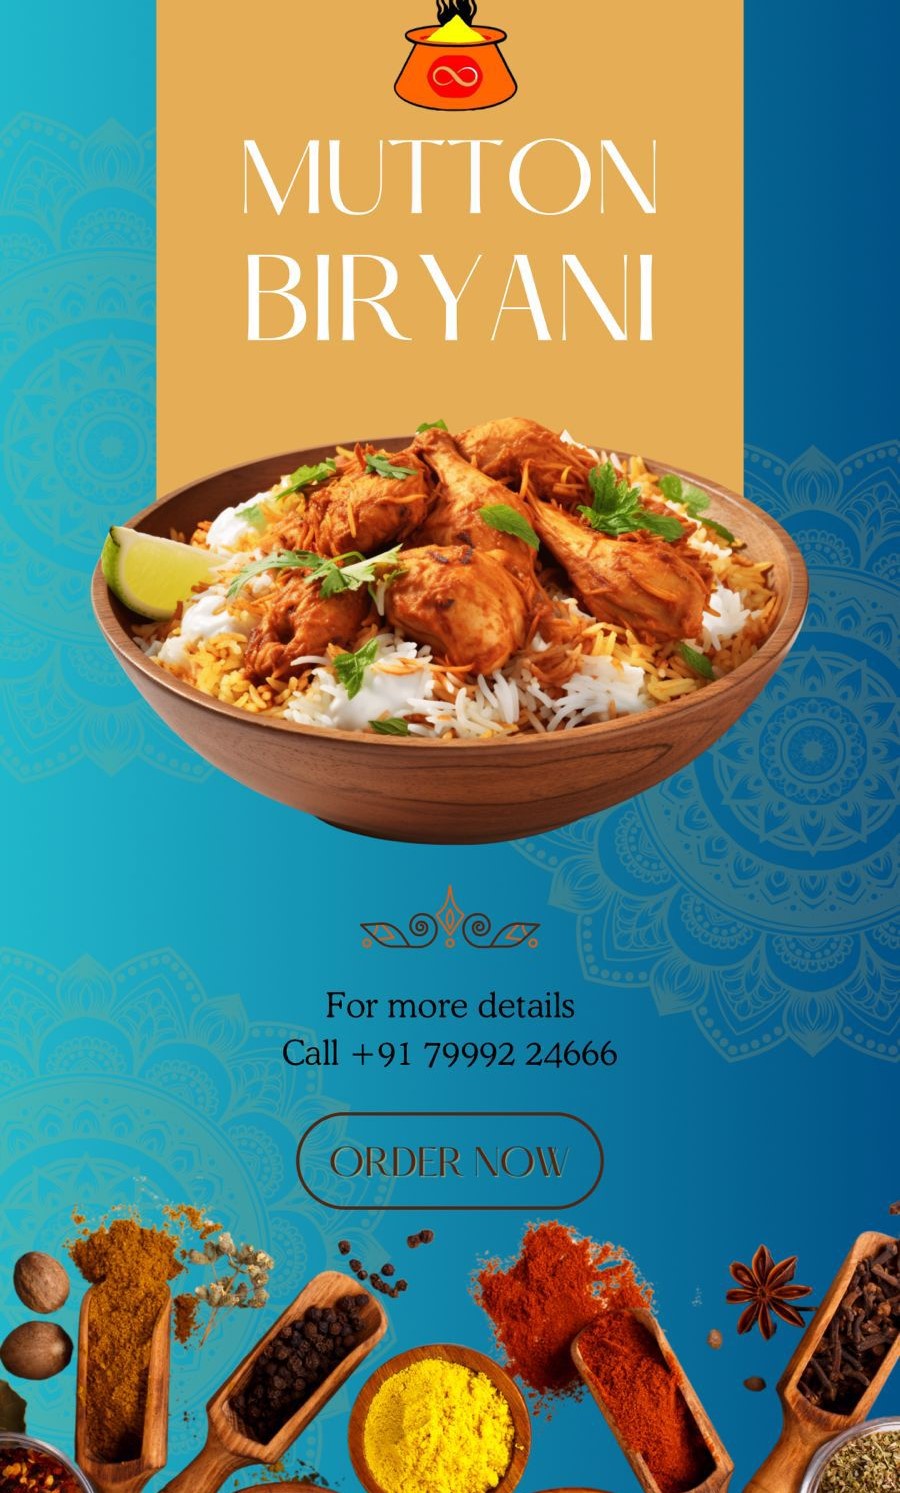 MUTTON
BIRYANI
For more details
Call +91 79992 24666
ORDER NOW